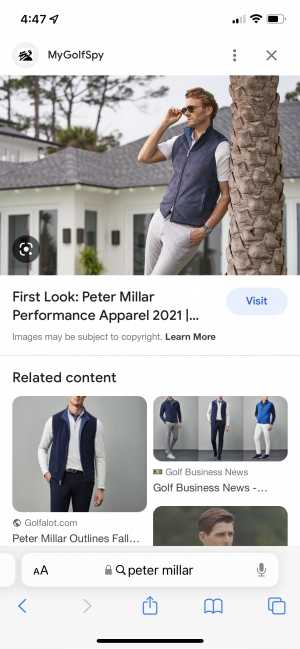 4:47
MyGolfSpy
First Look: Peter Millar
Performance Apparel 2021 |...
Visit
Images may be subject to copyright. Learn More
Related content
Golf Business News
Golf Business News -...
Golfalot.com
Peter Millar Outlines Fall...
AA
peter millar